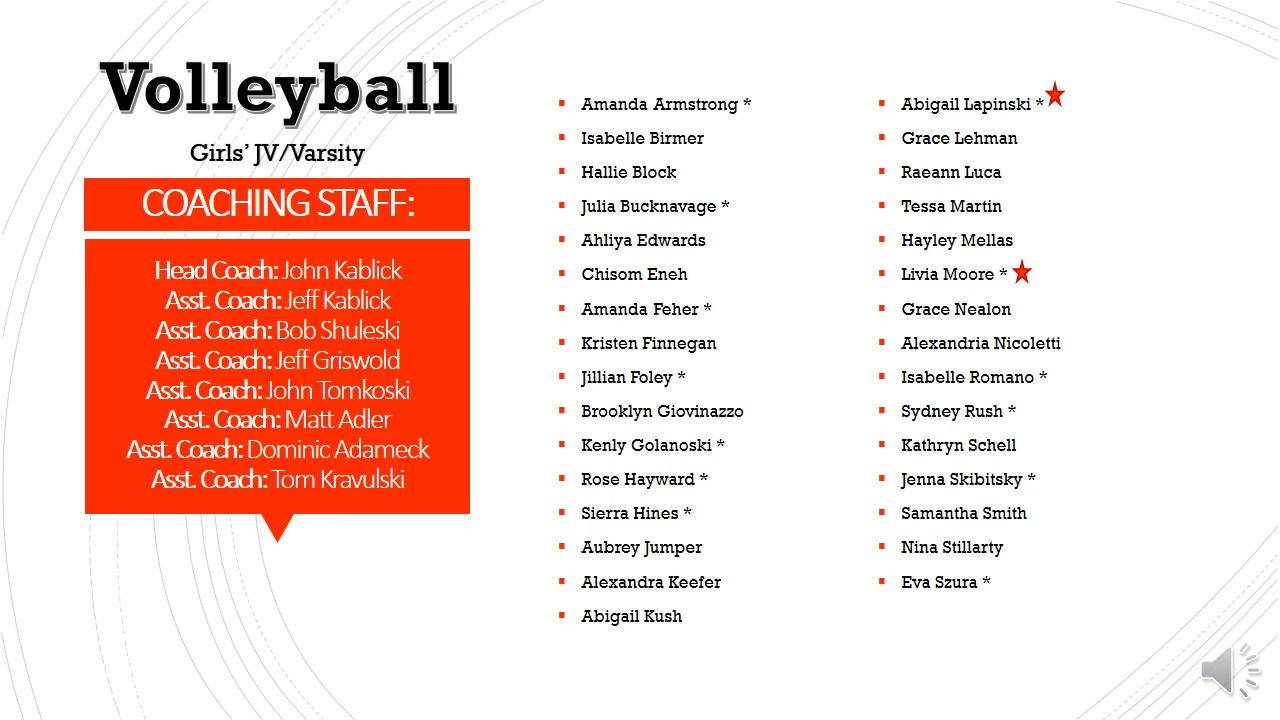 Volleyball
Girls' JV/Varsity
COACHING STAFF:
Head Coach: John Kablick
Asst. Coach: Jeff Kablick
Asst. Coach: Bob Shuleski
Asst. Coach: Jeff Griswold
Asst. Coach: John Tomkoski
Asst. Coach: Matt Adler
Asst. Coach: Dominic Adameck
Asst. Coach: Tom Kravulski
Amanda Armstrong *
Isabelle Birmer
Hallie Block
Julia Bucknavage *
Ahliya Edwards
Chisom Eneh
Amanda Feher *
Kristen Finnegan
Jillian Foley *
Brooklyn Giovinazzo
Kenly Golanoski *
Rose Hayward *
Sierra Hines *
Aubrey Jumper
Alexandra Keefer
Abigail Kush
Abigail Lapinski *
Grace Lehman
Raeann Luca
Tessa Martin
Hayley Mellas
Livia Moore *
Grace Nealon
Alexandria Nicoletti
Isabelle Romano *
Sydney Rush *
Kathryn Schell
Jenna Skibitsky *
Samantha Smith
Nina Stillarty
Eva Szura *